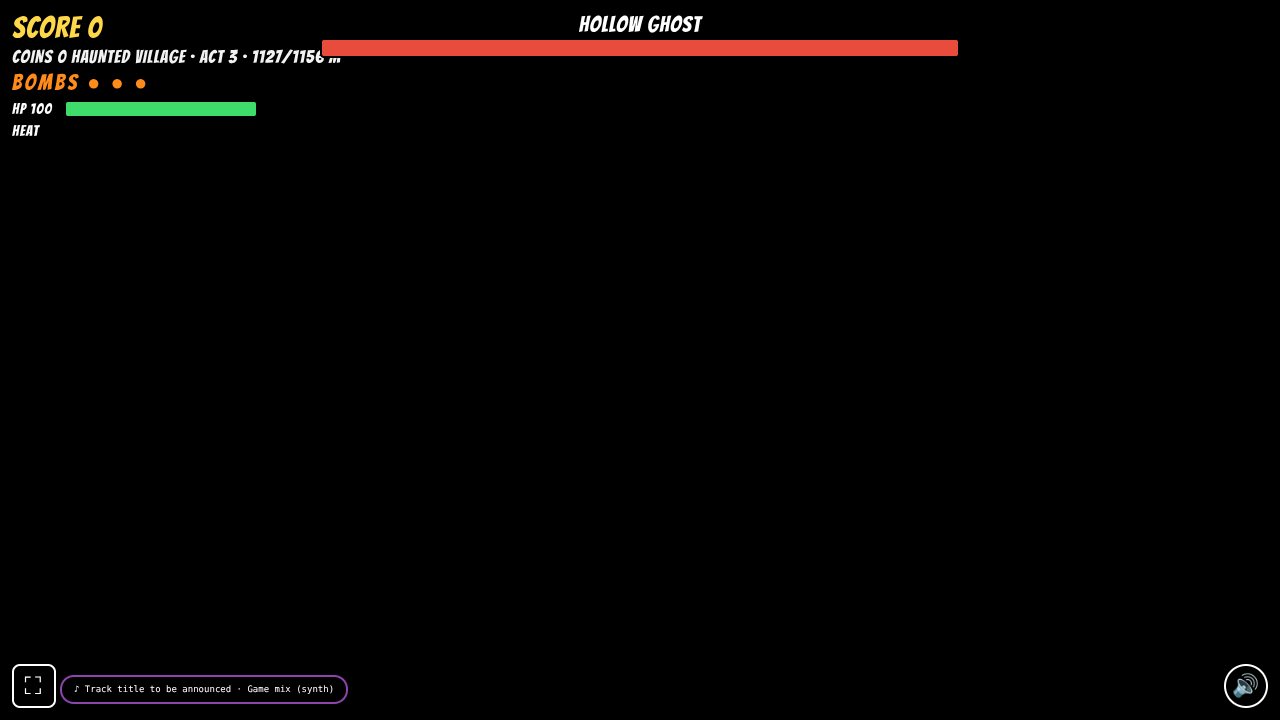 SCORE 0
HOLLOW GHOST
COINS 0 HAUNTED VILLAGE · ACT 3 · 1127/1156 M
BOMBS ● ● ●
HP 100
HEAT
♪ Track title to be announced · Game mix (synth)